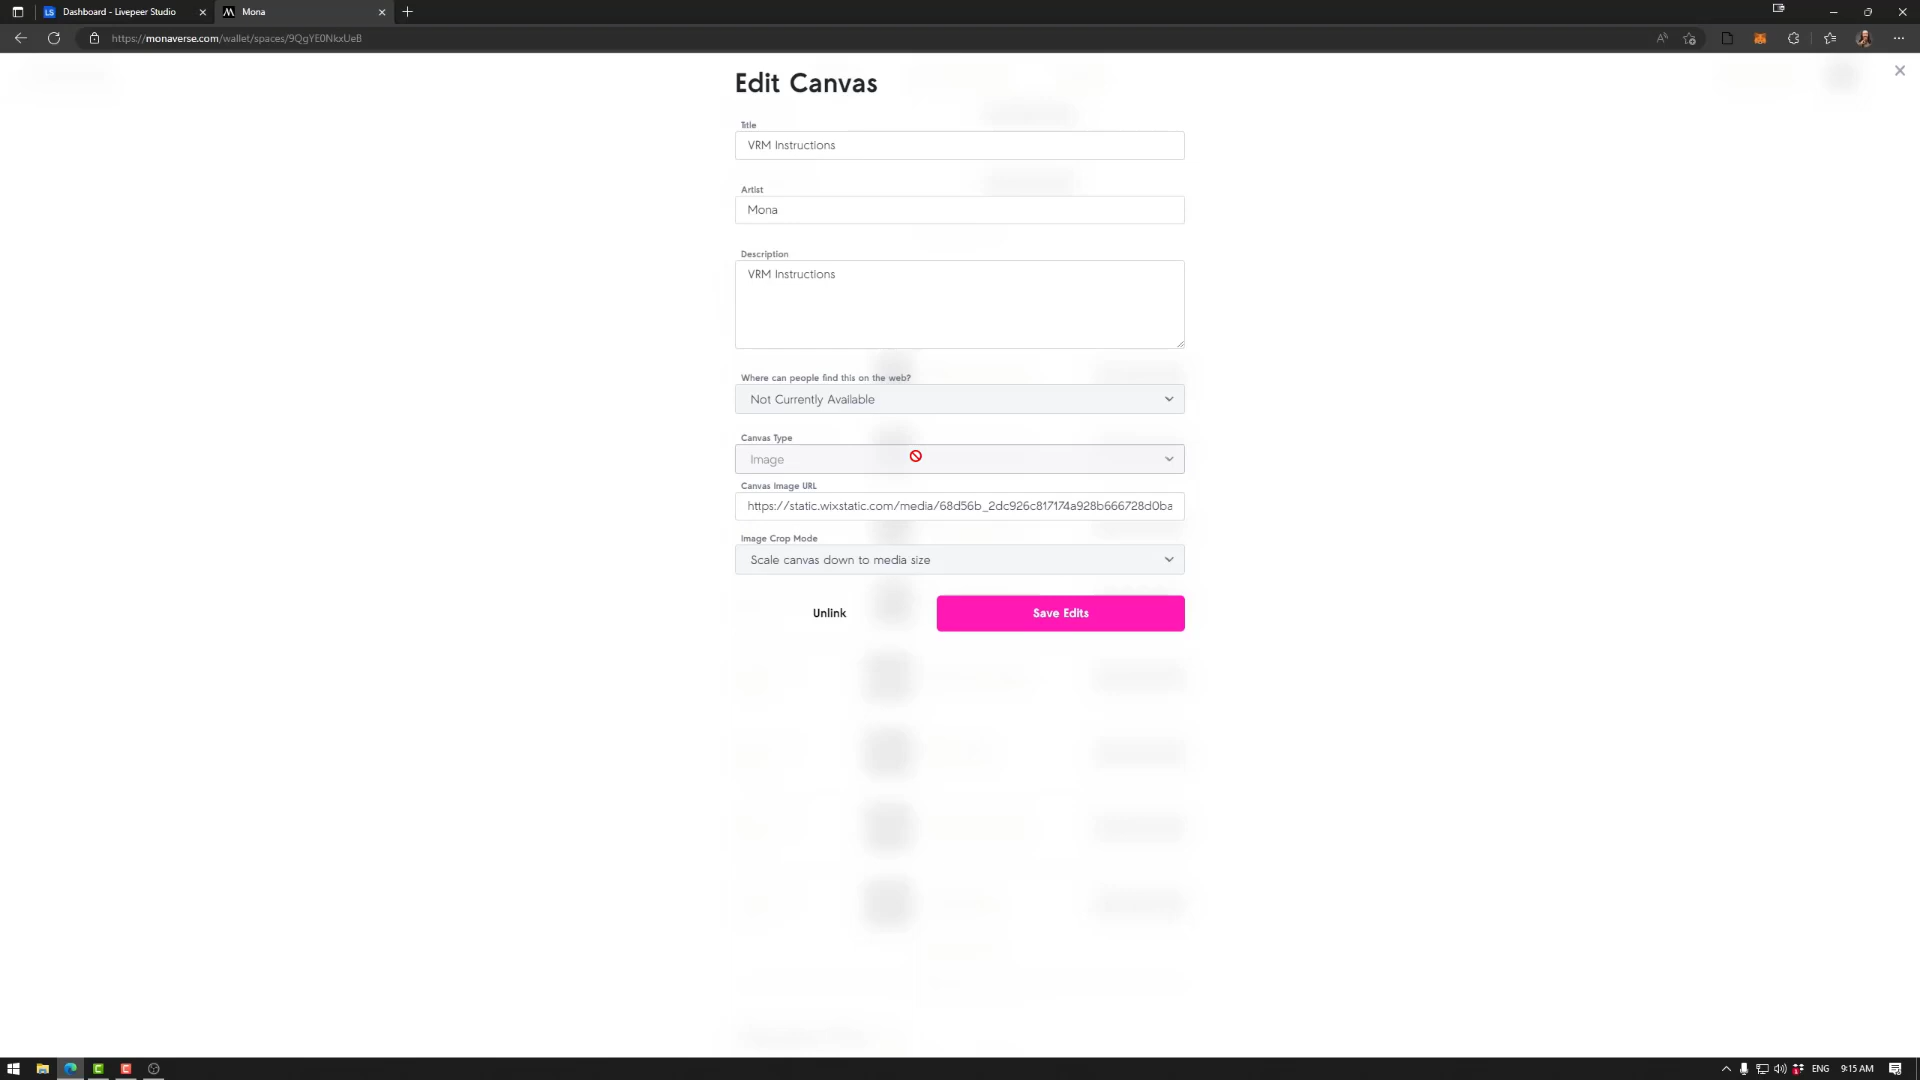 Dashboard - Livepeer Studio
Mona
https://monaverse.com/wallet/spaces/9QgYE0NkxUeB
Edit Canvas
Title
VRM Instructions
Artist
Mona
Description
VRM Instructions
Where can people find this on the web?
Not Currently Available
Canvas Type
Image
Canvas Image URL
https://static.wixstatic.com/media/68d56b_2dc926c817174a928b666728d0ba
Image Crop Mode
Scale canvas down to media size
Unlink
Save Edits
ENG
9:15 AM